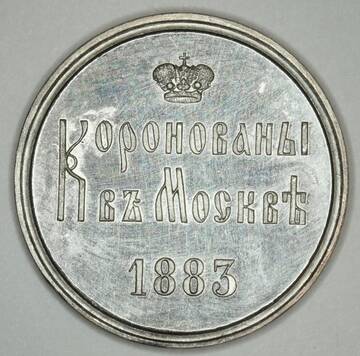 Коронованы
въ Москвѣ
1883